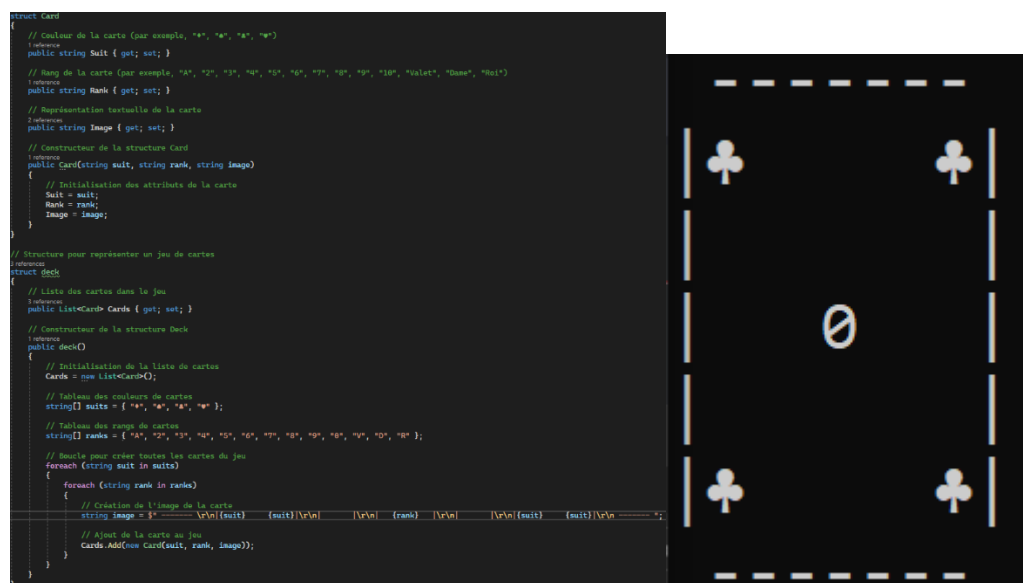 struct Card
{
// Couleur de la carte (par exemple, "♦", "♠", "♣", "♥")
1 reference
public string Suit { get; set; }
// Rang de la carte (par exemple, "A", "2", "3", "4", "5", "6", "7", "8", "9", "10", "Valet", "Dame", "Roi")
1 reference
public string Rank { get; set; }
// Représentation textuelle de la carte
2 references
public string Image { get; set; }
// Constructeur de la structure Card
1 reference
public Card(string suit, string rank, string image)
{
// Initialisation des attributs de la carte
Suit = suit;
Rank = rank;
Image = image;
}
}
// Structure pour représenter un jeu de cartes
2 references
struct deck
{
// Liste des cartes dans le jeu
3 references
public List<Card> Cards { get; set; }
// Constructeur de la structure Deck
1 reference
public deck()
{
// Initialisation de la liste de cartes
Cards = new List<Card>();
// Tableau des couleurs de cartes
string[] suits = { "♦", "♠", "♣", "♥" };
// Tableau des rangs de cartes
string[] ranks = { "A", "2", "3", "4", "5", "6", "7", "8", "9", "0", "V", "D", "R" };
// Boucle pour créer toutes les cartes du jeu
foreach (string suit in suits)
{
foreach (string rank in ranks)
{
// Création de l'image de la carte
string image = $" ------- \r\n|{suit}     {suit}|\r\n|       |\r\n|   {rank}   |\r\n|       |\r\n|{suit}     {suit}|\r\n ------- ";
// Ajout de la carte au jeu
Cards.Add(new Card(suit, rank, image));
}
}
}
- - - - - - -
|♣ ♣|
| |
| 0 |
| |
|♣ ♣|
- - - - - - -